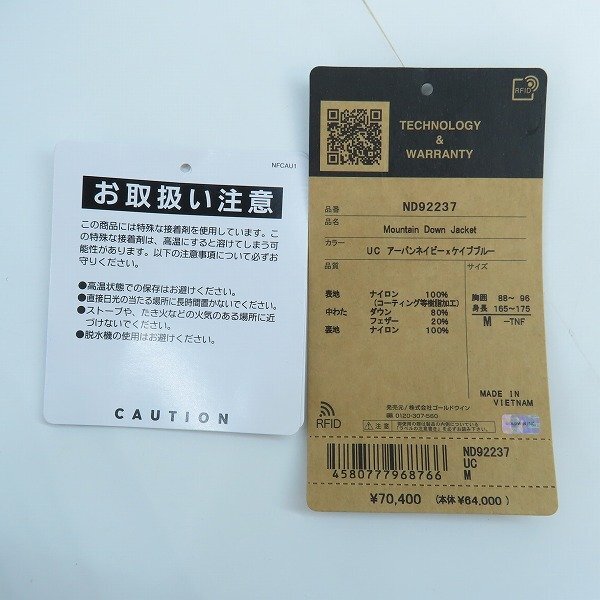 NFCAU1
お取扱い注意
この商品には特殊な接着剤を使用しています。こ
の特殊な接着剤は、高温にすると溶けてしまう可
能性があります。以下の注意事項について必ずお
守りください。
●高温状態での保存はお避けください。
●直接日光の当たる場所に長時間置かないでください。
●ストーブや、たき火などの火気のある場所に近
づけないでください。
●脱水機の使用はお避けください。
CAUTION
RFID
TECHNOLOGY
&
WARRANTY
品番 ND92237
品名 Mountain Down Jacket
カラー
UC アーバンネイビー×ケイブブルー
品質 サイズ
表地 ナイロン 100%
(コーティング等樹脂加工)
中わた ダウン 80%
フェザー 20%
裏地 ナイロン 100%
胸囲 88~ 96
身長 165~175
M -TNF
MADE IN
VIETNAM
RFID
発売元/株式会社ゴールドウイン
0120-307-560
注意
ND92237
UC
M
4580777968766
¥70,400 (本体 ¥64,000)